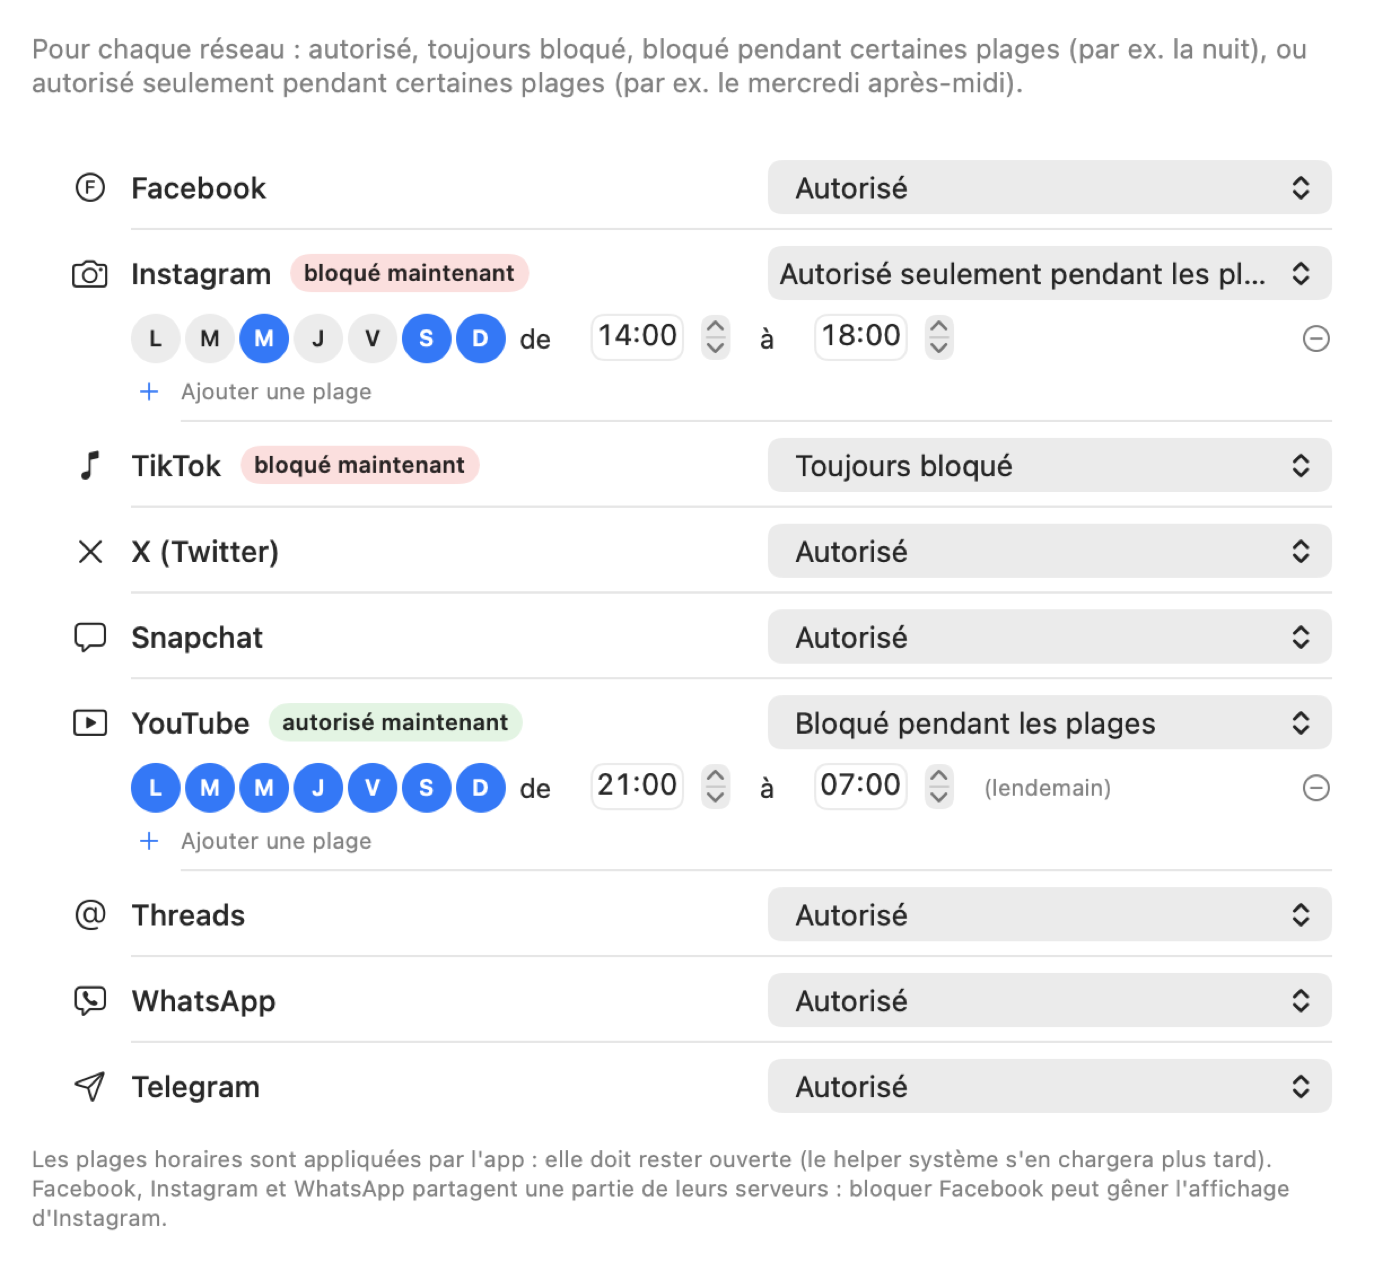 Pour chaque réseau : autorisé, toujours bloqué, bloqué pendant certaines plages (par ex. la nuit), ou
autorisé seulement pendant certaines plages (par ex. le mercredi après-midi).
F Facebook Autorisé
Instagram bloqué maintenant Autorisé seulement pendant les pl...
L M M J V S D de 14:00 à 18:00
+ Ajouter une plage
TikTok bloqué maintenant Toujours bloqué
X (Twitter) Autorisé
Snapchat Autorisé
YouTube autorisé maintenant Bloqué pendant les plages
L M M J V S D de 21:00 à 07:00 (lendemain)
+ Ajouter une plage
@ Threads Autorisé
WhatsApp Autorisé
Telegram Autorisé
Les plages horaires sont appliquées par l'app : elle doit rester ouverte (le helper système s'en chargera plus tard).
Facebook, Instagram et WhatsApp partagent une partie de leurs serveurs : bloquer Facebook peut gêner l'affichage
d'Instagram.